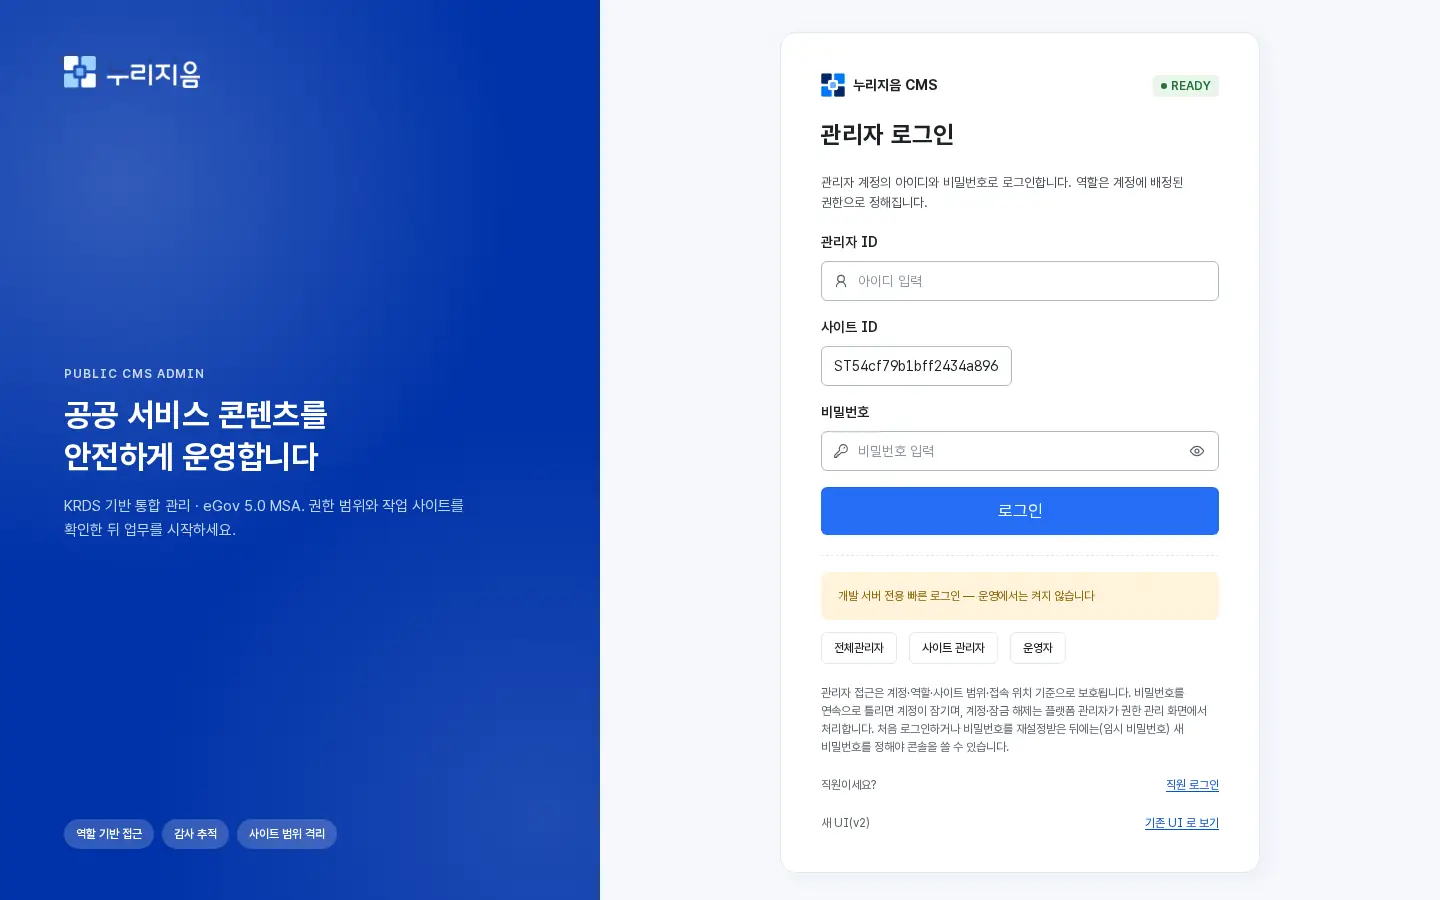 누리지음
PUBLIC CMS ADMIN
공공 서비스 콘텐츠를
안전하게 운영합니다
KRDS 기반 통합 관리 · eGov 5.0 MSA. 권한 범위와 작업 사이트를
확인한 뒤 업무를 시작하세요.
역할 기반 접근
감사 추적
사이트 범위 격리
누리지음 CMS
READY
관리자 로그인
관리자 계정의 아이디와 비밀번호로 로그인합니다. 역할은 계정에 배정된
권한으로 정해집니다.
관리자 ID
아이디 입력
사이트 ID
ST54cf79b1bff2434a896
비밀번호
비밀번호 입력
로그인
개발 서버 전용 빠른 로그인 — 운영에서는 켜지 않습니다
전체관리자
사이트 관리자
운영자
관리자 접근은 계정·역할·사이트 범위·접속 위치 기준으로 보호됩니다. 비밀번호를
연속으로 틀리면 계정이 잠기며, 계정·잠금 해제는 플랫폼 관리자가 권한 관리 화면에서
처리합니다. 처음 로그인하거나 비밀번호를 재설정받은 뒤에는(임시 비밀번호) 새
비밀번호를 정해야 콘솔을 쓸 수 있습니다.
직원이세요?
직원 로그인
새 UI(v2)
기존 UI 로 보기